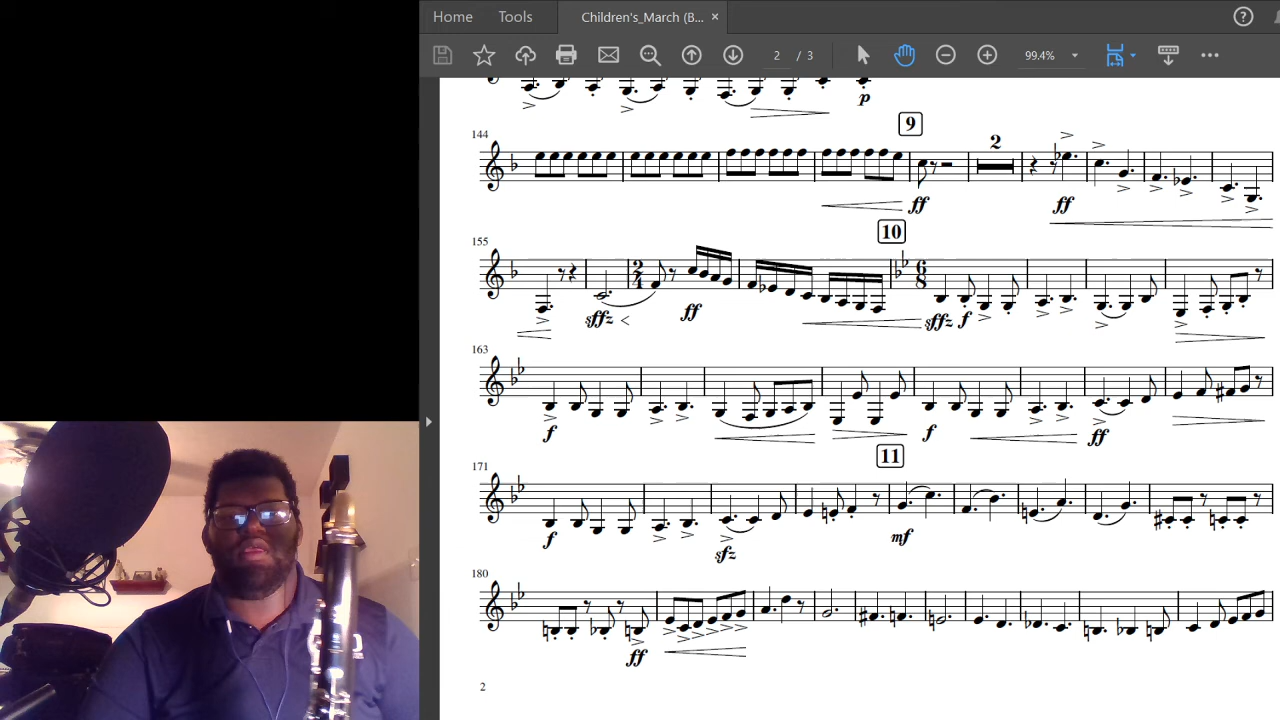 Home Tools Children's_March (B... × ?
2 / 3 99.4%
p
144 9 2
ff ff
155 10
2 4 6 8
sffz ff sffz f
163
f f ff
171 11
f sfz mf
180
ff
2